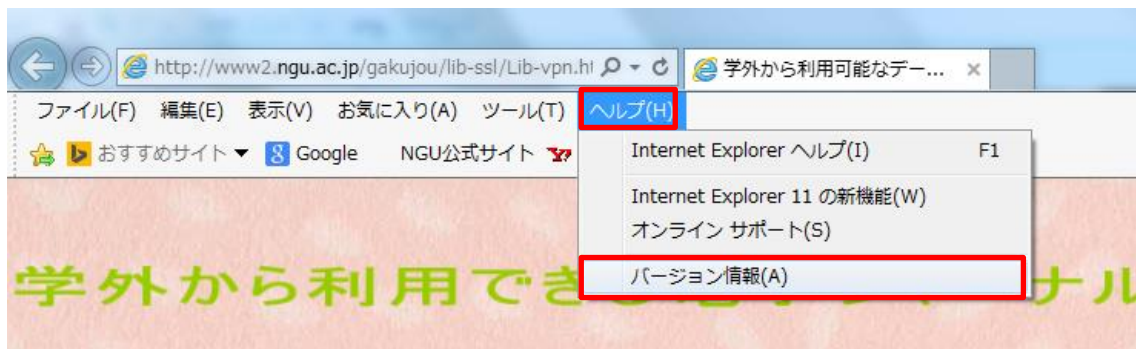 http://www2.ngu.ac.jp/gakujou/lib-ssl/Lib-vpn.ht 学外から利用可能なデー...
ファイル(F) 編集(E) 表示(V) お気に入り(A) ツール(T) ヘルプ(H)
おすすめサイト Google NGU公式サイト
Internet Explorer ヘルプ(I) F1
Internet Explorer 11 の新機能(W)
オンライン サポート(S)
バージョン情報(A)
学外から利用でき ナル